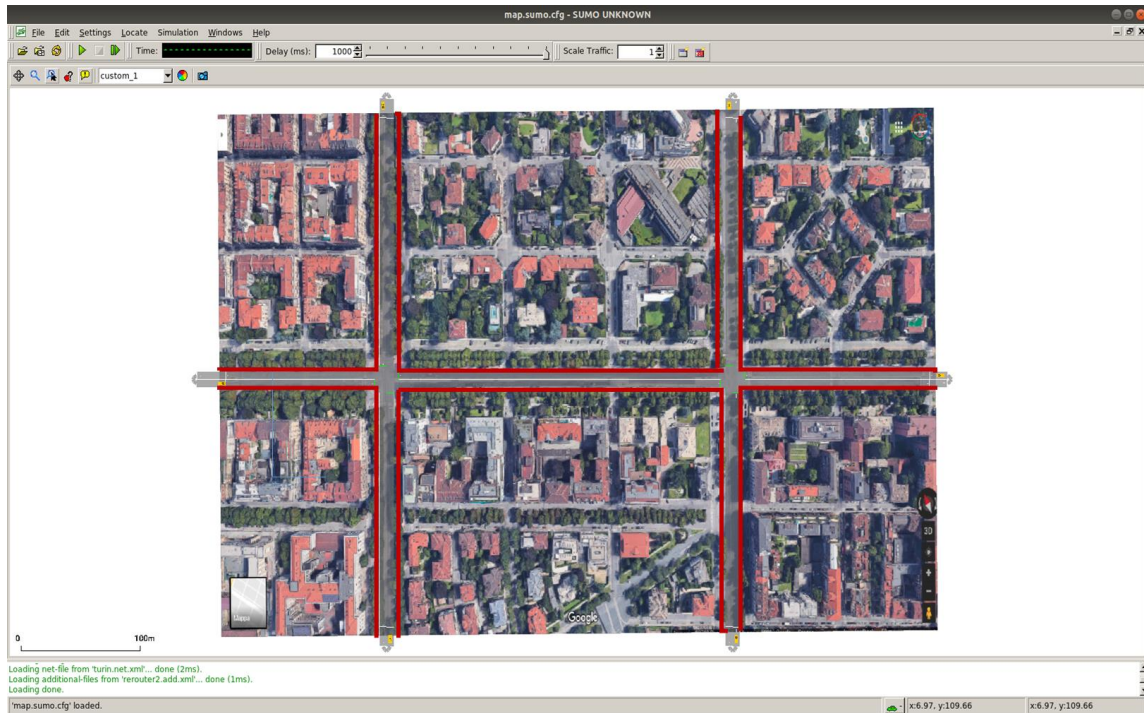 map.sumo.cfg - SUMO UNKNOWN
File Edit Settings Locate Simulation Windows Help
Time: Delay (ms): 1000 Scale Traffic: 1
custom_1
3D
Mappa
Google
0 100m
Loading net-file from 'turin.net.xml'... done (2ms).
Loading additional-files from 'rerouter2.add.xml'... done (1ms).
Loading done.
'map.sumo.cfg' loaded. x:6.97, y:109.66 x:6.97, y:109.66